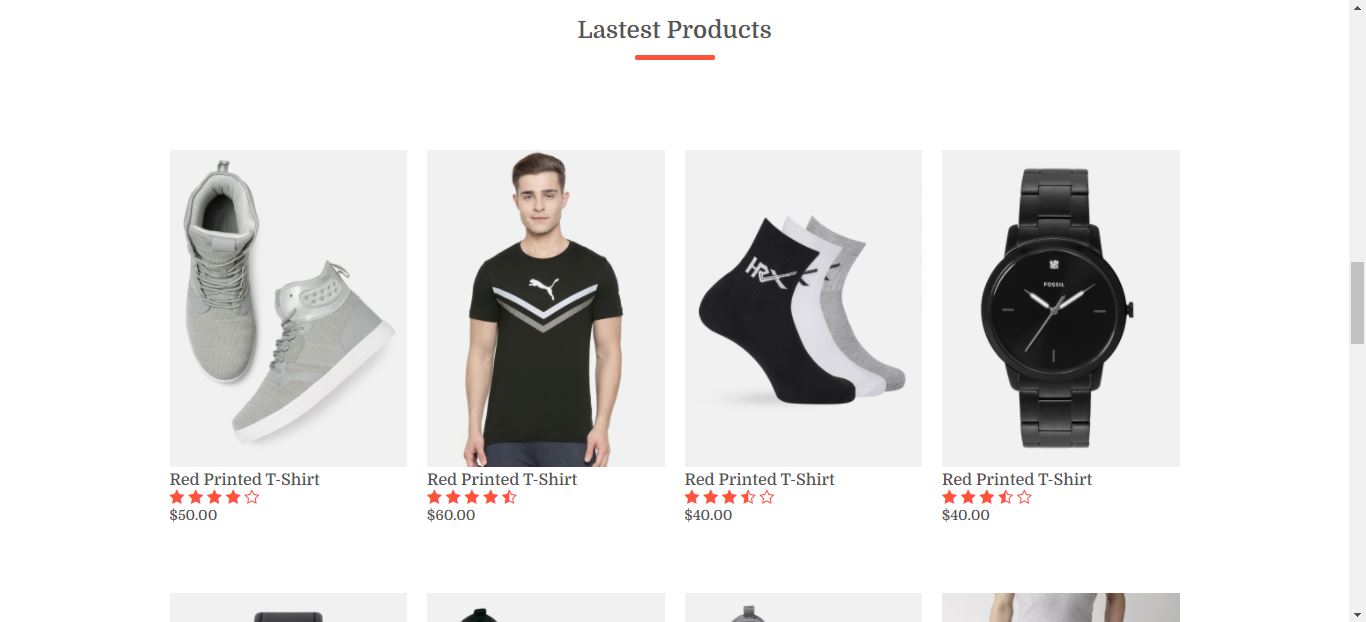 Lastest Products
HRX
FOSSIL
Red Printed T-Shirt
$50.00
Red Printed T-Shirt
$60.00
Red Printed T-Shirt
$40.00
Red Printed T-Shirt
$40.00